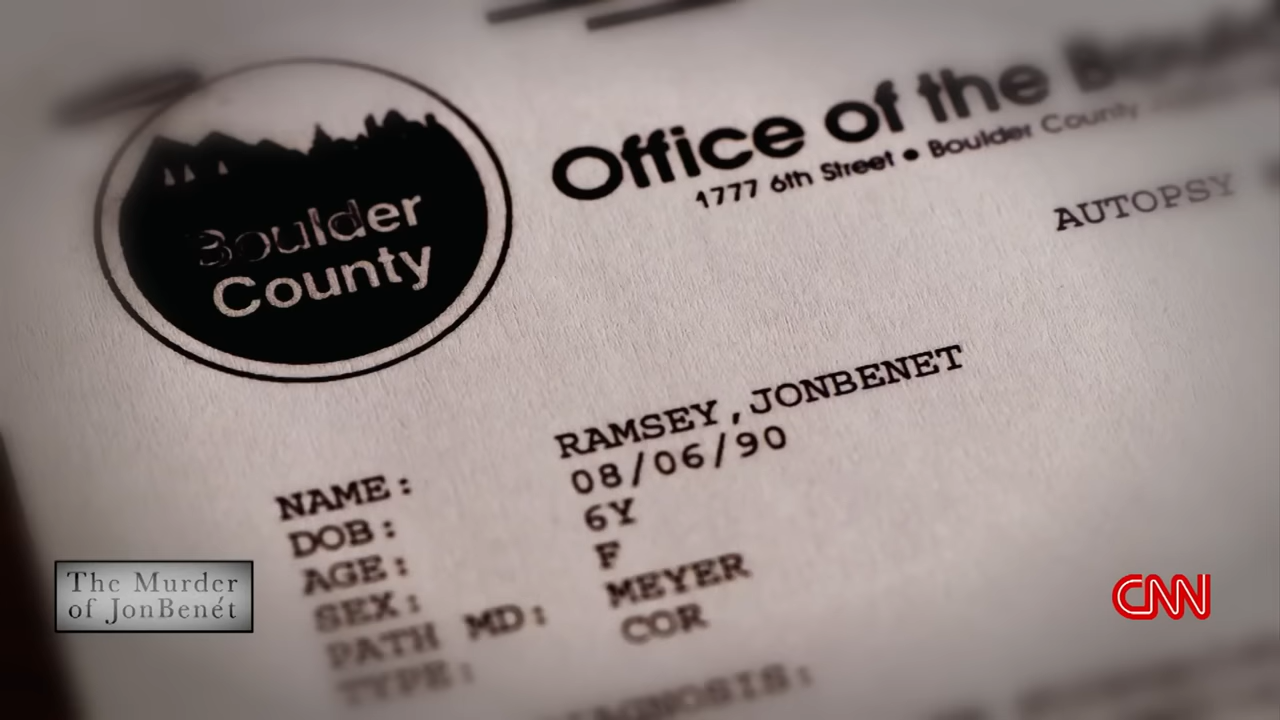 Boulder
County
Office of the
1777 6th Street • Boulder County
AUTOPSY
NAME: RAMSEY,JONBENET
DOB: 08/06/90
AGE: 6Y
SEX: F
PATH MD: MEYER
TYPE: COR
The Murder
of JonBenét
CNN